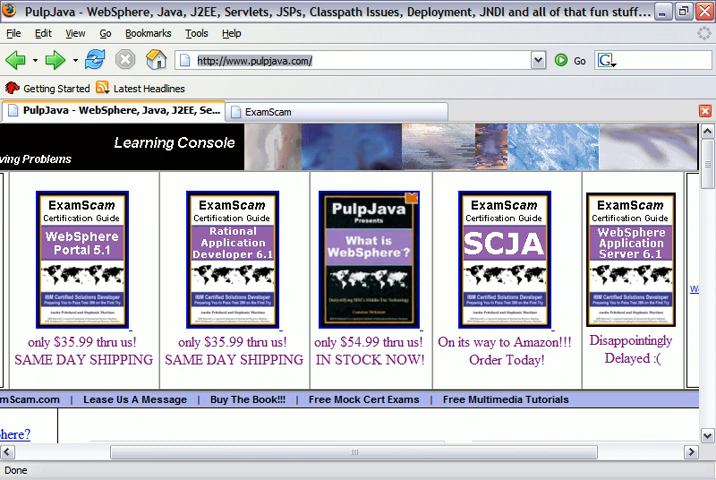 PulpJava - WebSphere, Java, J2EE, Servlets, JSPs, Classpath Issues, Deployment, JNDI and all of that fun stuff...
File Edit View Go Bookmarks Tools Help
http://www.pulpjava.com/ Go G
Getting Started Latest Headlines
PulpJava - WebSphere, Java, J2EE, Se... ExamScam
Learning Console
ving Problems
ExamScam
Certification Guide
WebSphere
Portal 5.1
IBM Certified Solutions Developer
only $35.99 thru us!
SAME DAY SHIPPING
ExamScam
Certification Guide
Rational
Application
Developer 6.1
IBM Certified Solutions Developer
only $35.99 thru us!
SAME DAY SHIPPING
PulpJava
Presents
What is
WebSphere?
only $54.99 thru us!
IN STOCK NOW!
ExamScam
Certification Guide
SCJA
IBM Certified Solutions Developer
On its way to Amazon!!!
Order Today!
ExamScam
Certification Guide
WebSphere
Application
Server 6.1
IBM Certified Solutions Developer
Disappointingly
Delayed :(
mScam.com | Lease Us A Message | Buy The Book!!! | Free Mock Cert Exams | Free Multimedia Tutorials
here?
Done